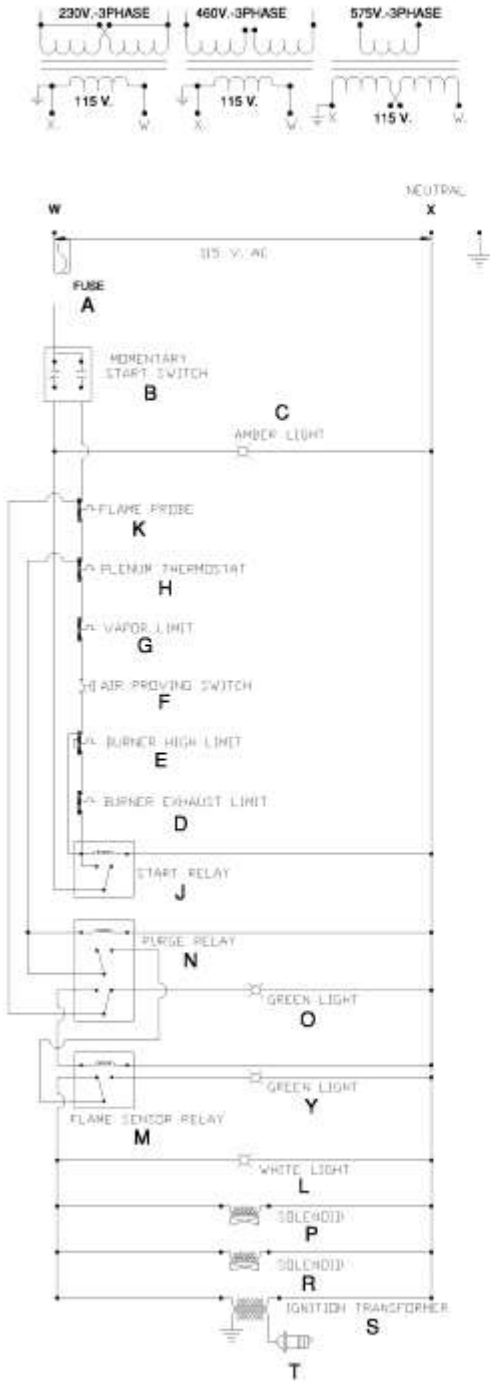 230V.-3PHASE 460V.-3PHASE 575V.-3PHASE
115 V. 115 V. 115 V.
X. W. X. W. X W.
NEUTRAL
W X
115 V. AC
FUSE
A
MOMENTARY
START SWITCH
B
C
AMBER LIGHT
FLAME PROBE
K
PLENUM THERMOSTAT
H
VAPOR LIMIT
G
AIR PROVING SWITCH
F
BURNER HIGH LIMIT
E
BURNER EXHAUST LIMIT
D
START RELAY
J
PURGE RELAY
N
GREEN LIGHT
O
GREEN LIGHT
Y
FLAME SENSOR RELAY
M
WHITE LIGHT
L
SOLENOID
P
SOLENOID
R
IGNITION TRANSFORMER
S
T